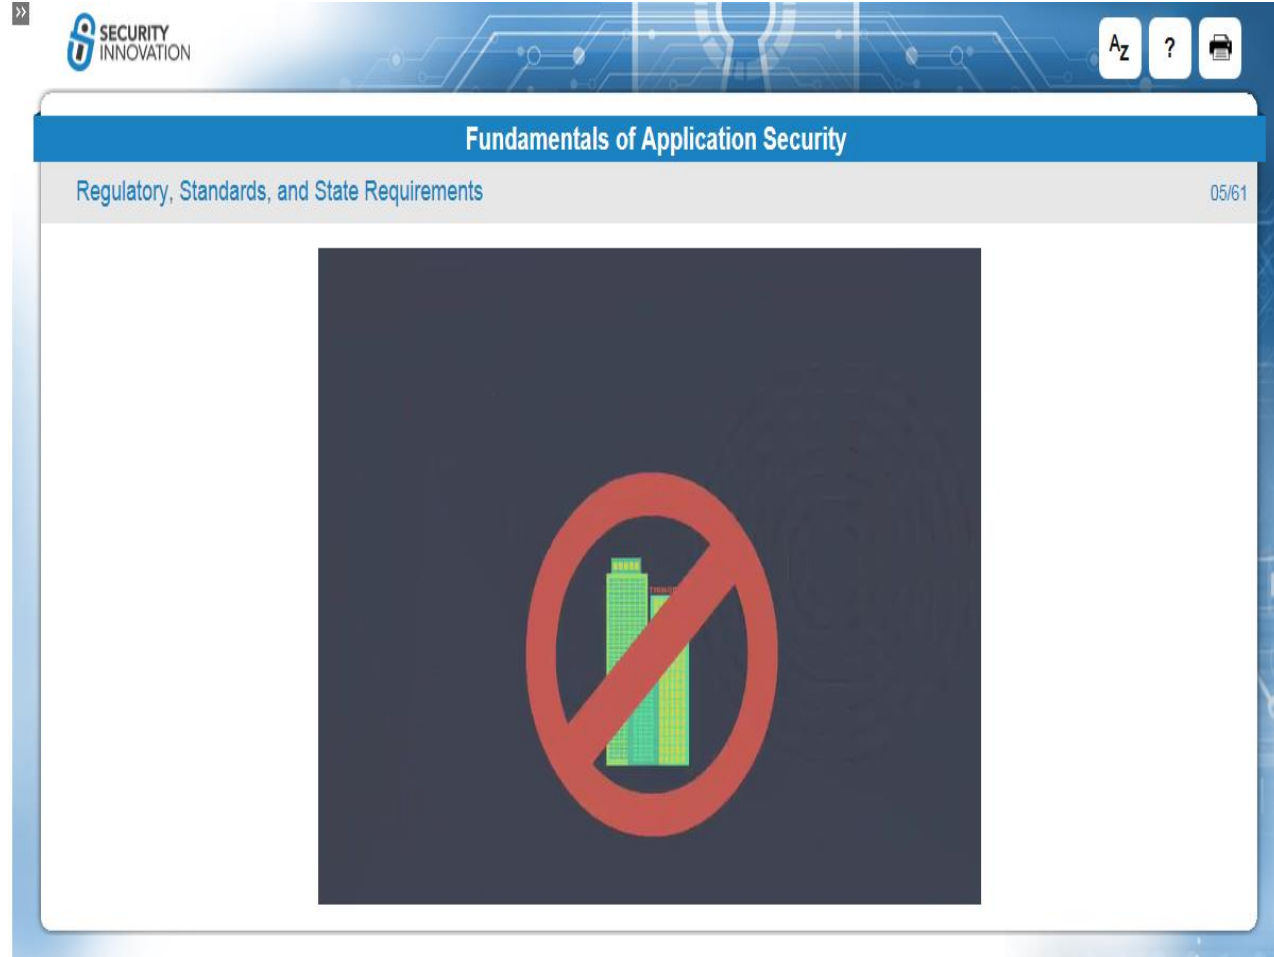 »
SECURITY
INNOVATION
AZ
?
Fundamentals of Application Security
Regulatory, Standards, and State Requirements
05/61